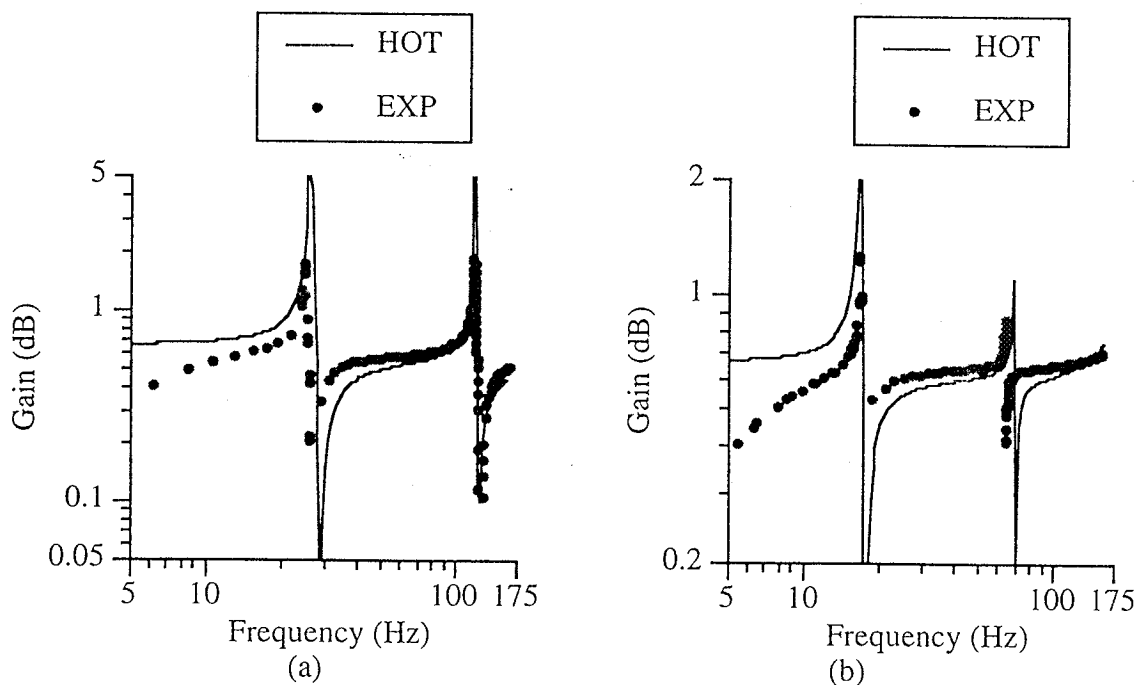 HOT
EXP
5
1
0.1
0.05
Gain (dB)
5
10
100
175
Frequency (Hz)
(a)
HOT
EXP
2
1
0.2
Gain (dB)
5
10
100
175
Frequency (Hz)
(b)